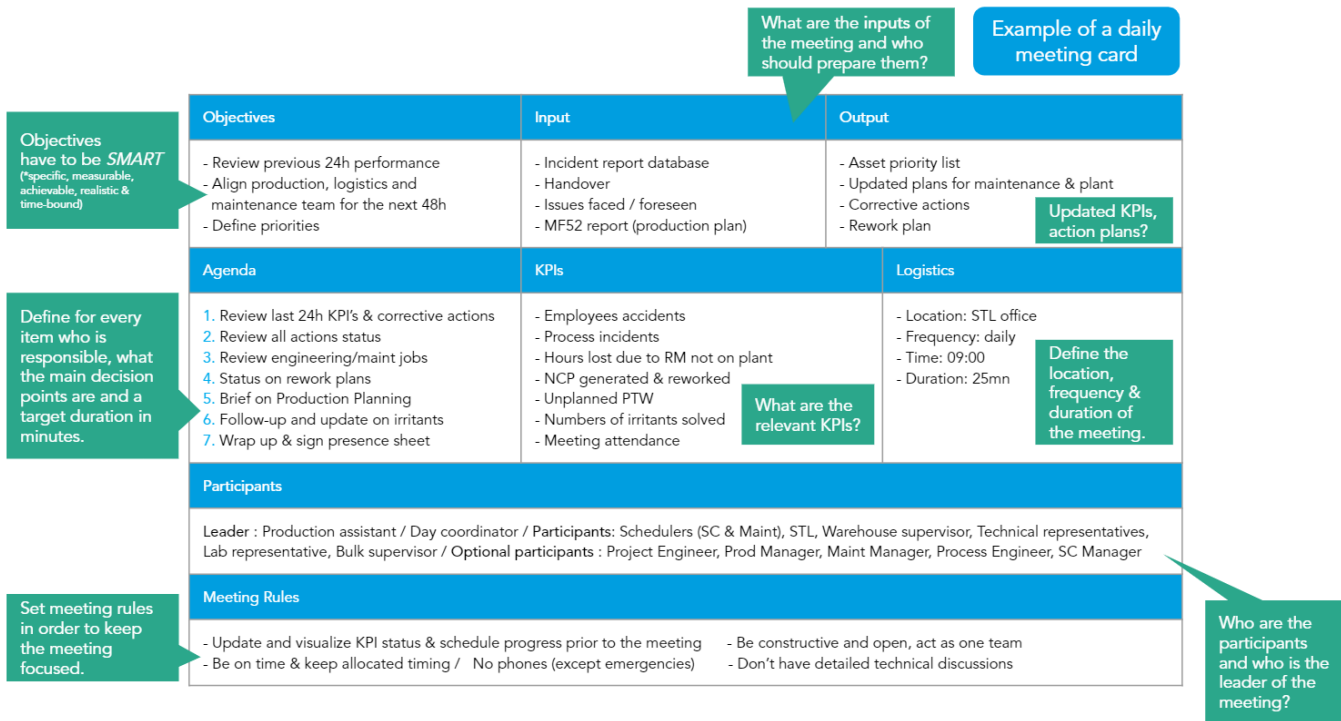 What are the inputs of
the meeting and who
should prepare them?
Example of a daily
meeting card
Objectives
have to be SMART
(*specific, measurable,
achievable, realistic &
time-bound)
Objectives
- Review previous 24h performance
- Align production, logistics and
maintenance team for the next 48h
- Define priorities
Input
- Incident report database
- Handover
- Issues faced / foreseen
- MF52 report (production plan)
Output
- Asset priority list
- Updated plans for maintenance & plant
- Corrective actions
- Rework plan
Updated KPIs,
action plans?
Define for every
item who is
responsible, what
the main decision
points are and a
target duration in
minutes.
Agenda
1. Review last 24h KPI's & corrective actions
2. Review all actions status
3. Review engineering/maint jobs
4. Status on rework plans
5. Brief on Production Planning
6. Follow-up and update on irritants
7. Wrap up & sign presence sheet
KPIs
- Employees accidents
- Process incidents
- Hours lost due to RM not on plant
- NCP generated & reworked
- Unplanned PTW
- Numbers of irritants solved
- Meeting attendance
What are the
relevant KPIs?
Logistics
- Location: STL office
- Frequency: daily
- Time: 09:00
- Duration: 25mn
Define the
location,
frequency &
duration of
the meeting.
Participants
Leader : Production assistant / Day coordinator / Participants: Schedulers (SC & Maint), STL, Warehouse supervisor, Technical representatives,
Lab representative, Bulk supervisor / Optional participants : Project Engineer, Prod Manager, Maint Manager, Process Engineer, SC Manager
Set meeting rules
in order to keep
the meeting
focused.
Meeting Rules
- Update and visualize KPI status & schedule progress prior to the meeting
- Be on time & keep allocated timing / No phones (except emergencies)
- Be constructive and open, act as one team
- Don't have detailed technical discussions
Who are the
participants
and who is the
leader of the
meeting?